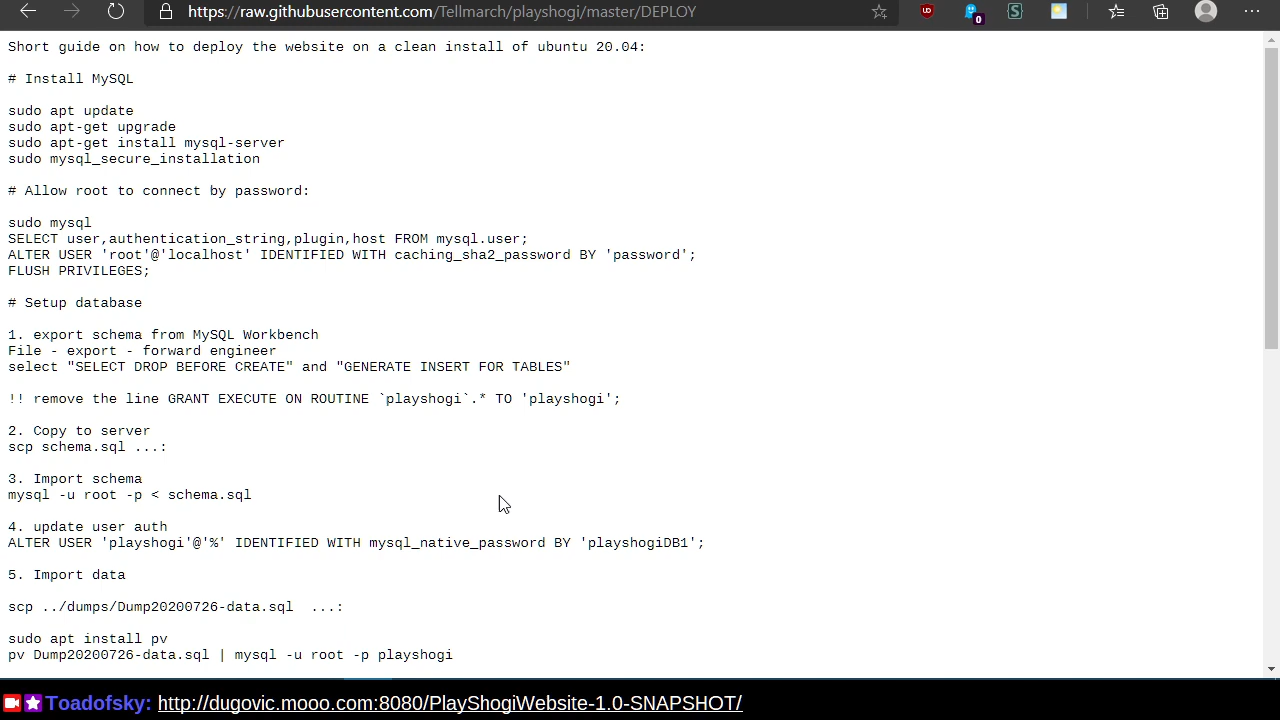 https://raw.githubusercontent.com/Tellmarch/playshogi/master/DEPLOY
UD
0
S
Short guide on how to deploy the website on a clean install of ubuntu 20.04:
# Install MySQL
sudo apt update
sudo apt-get upgrade
sudo apt-get install mysql-server
sudo mysql_secure_installation
# Allow root to connect by password:
sudo mysql
SELECT user,authentication_string,plugin,host FROM mysql.user;
ALTER USER 'root'@'localhost' IDENTIFIED WITH caching_sha2_password BY 'password';
FLUSH PRIVILEGES;
# Setup database
1. export schema from MySQL Workbench
File - export - forward engineer
select "SELECT DROP BEFORE CREATE" and "GENERATE INSERT FOR TABLES"
!! remove the line GRANT EXECUTE ON ROUTINE `playshogi`.* TO 'playshogi';
2. Copy to server
scp schema.sql ...:
3. Import schema
mysql -u root -p < schema.sql
4. update user auth
ALTER USER 'playshogi'@'%' IDENTIFIED WITH mysql_native_password BY 'playshogiDB1';
5. Import data
scp ../dumps/Dump20200726-data.sql  ...:
sudo apt install pv
pv Dump20200726-data.sql | mysql -u root -p playshogi
Toadofsky: http://dugovic.mooo.com:8080/PlayShogiWebsite-1.0-SNAPSHOT/